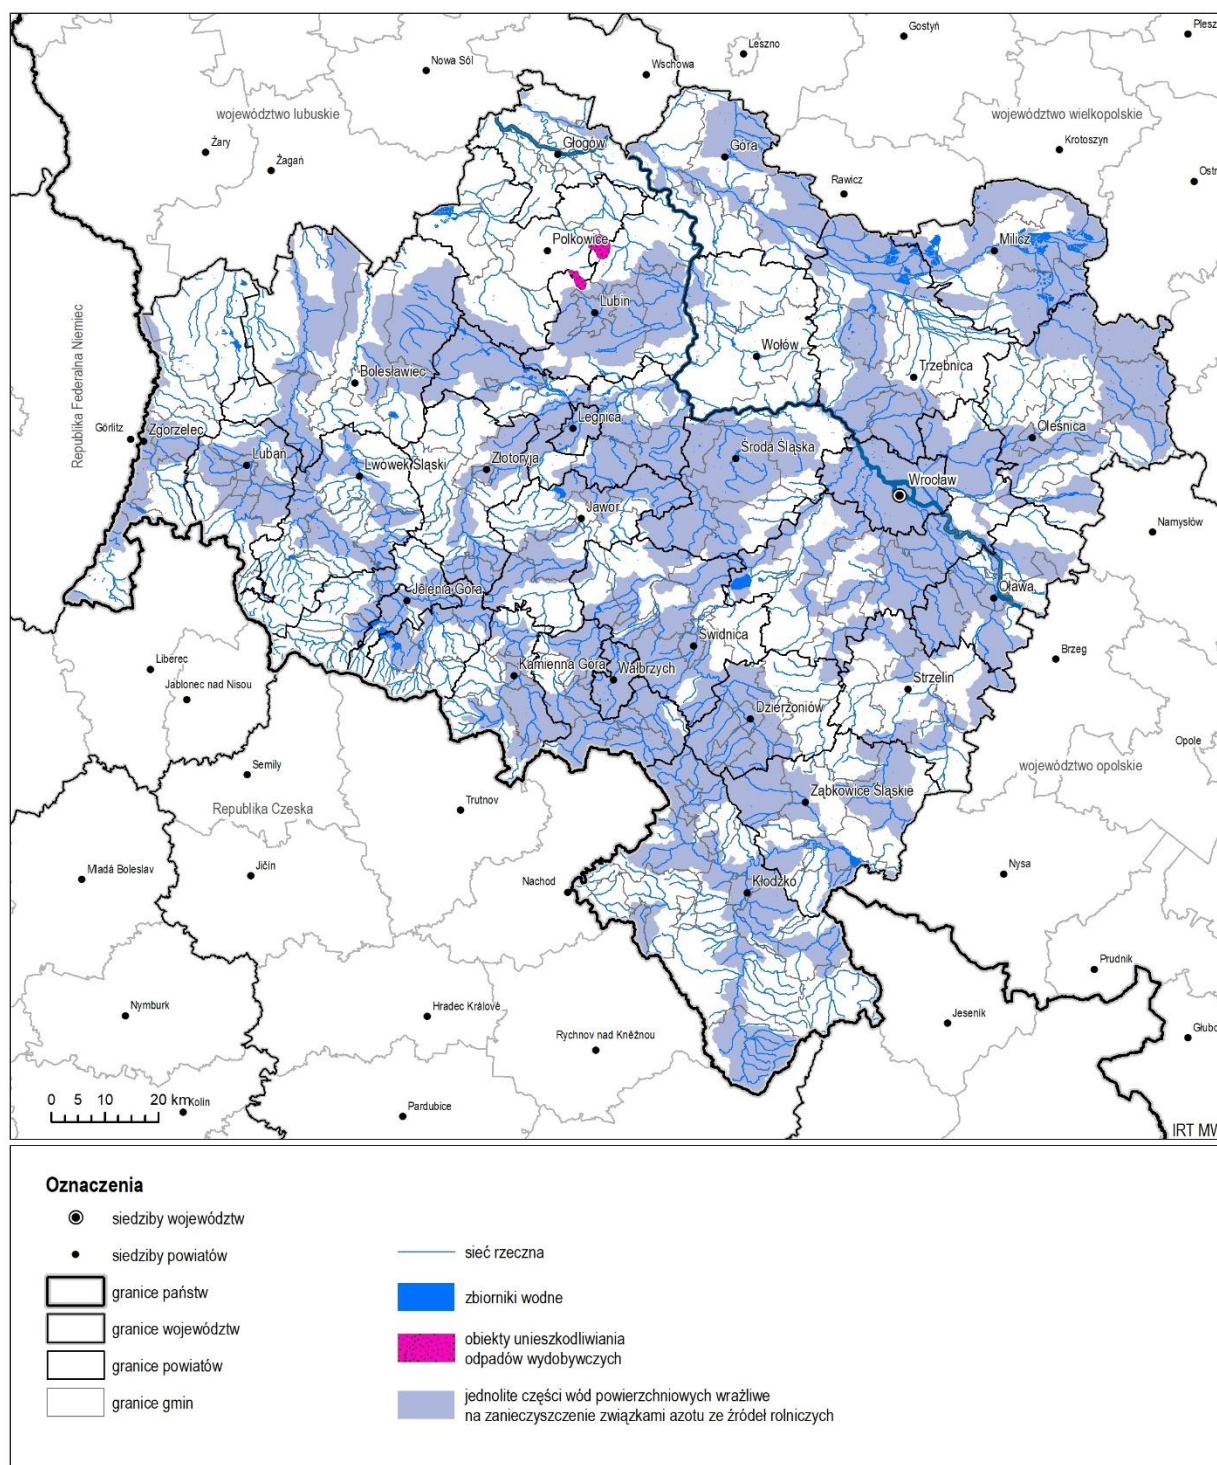 Gostyń
Plesz
Leszno
Nowa Sól
Wschowa
województwo lubuskie
województwo wielkopolskie
Żary
Żagań
Głogów
Góra
Krotoszyn
Rawicz
Ostr
Polkowice
Milicz
Lubin
Republika Federalna Niemiec
Wołów
Trzebnica
Bolesławiec
Görlitz
Zgorzelec
Legnica
Oleśnica
Lubań
Lwówek Śląski
Złotoryja
Środa Śląska
Wrocław
Jawor
Namysłów
Jelenia Góra
Oława
Świdnica
Brzeg
Liberec
Kamienna Góra
Wałbrzych
Jablonec nad Nisou
Strzelin
Dzierżoniów
Opole
województwo opolskie
Semily
Republika Czeska
Trutnov
Ząbkowice Śląskie
Mladá Boleslav
Jičín
Nachod
Kłodzko
Nysa
Prudnik
Nymburk
Hradec Králové
Jesenik
Rychnov nad Kněžnou
Głubc
0 5 10 20 km
Kolín
Pardubice
IRT MW
Oznaczenia
siedziby województw
siedziby powiatów
granice państw
granice województw
granice powiatów
granice gmin
sieć rzeczna
zbiorniki wodne
obiekty unieszkodliwiania
odpadów wydobywczych
jednolite części wód powierzchniowych wrażliwe
na zanieczyszczenie związkami azotu ze źródeł rolniczych